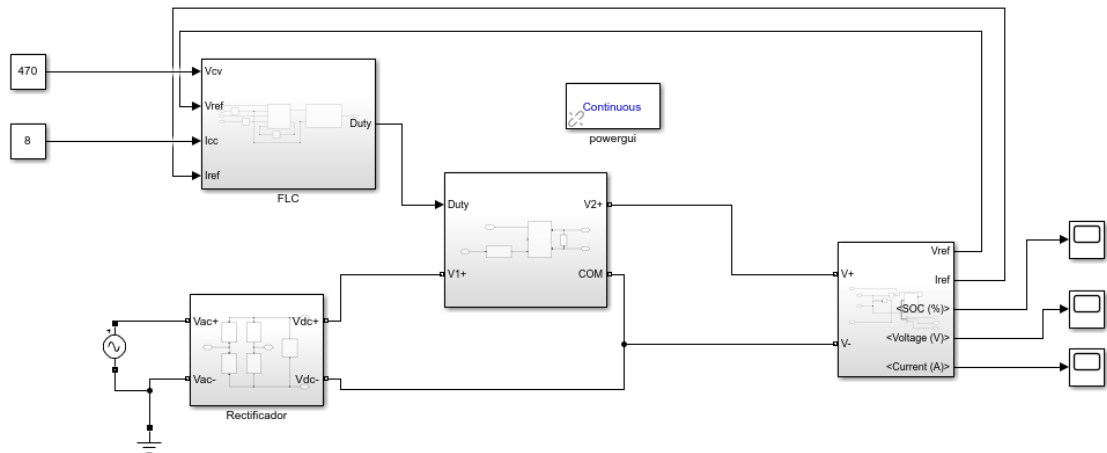 470
8
Vcv
Vref
Icc
Iref
Duty
FLC
Continuous
powergui
Duty
V1+
V2+
COM
Vac+
Vac-
Vdc+
Vdc-
Rectificador
+
V+
V-
Vref
Iref
<SOC (%)>
<Voltage (V)>
<Current (A)>